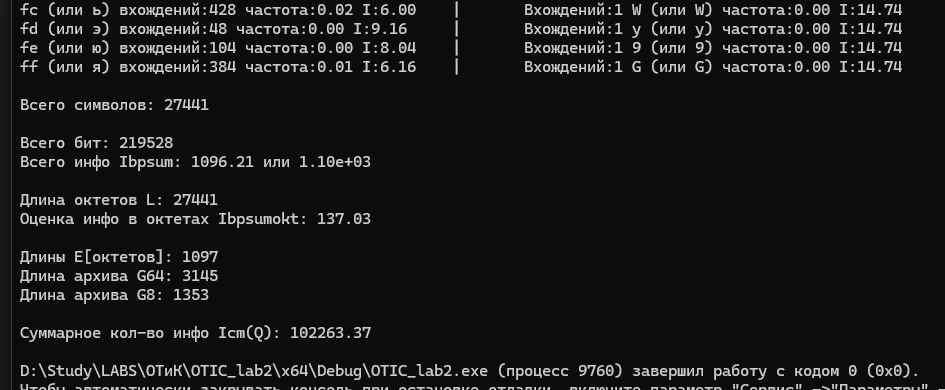 fc (или ь) вхождений:428 частота:0.02 I:6.00 | Вхождений:1 W (или W) частота:0.00 I:14.74
fd (или э) вхождений:48 частота:0.00 I:9.16 | Вхождений:1 y (или y) частота:0.00 I:14.74
fe (или ю) вхождений:104 частота:0.00 I:8.04 | Вхождений:1 9 (или 9) частота:0.00 I:14.74
ff (или я) вхождений:384 частота:0.01 I:6.16 | Вхождений:1 G (или G) частота:0.00 I:14.74
Всего символов: 27441
Всего бит: 219528
Всего инфо Ibpsum: 1096.21 или 1.10e+03
Длина октетов L: 27441
Оценка инфо в октетах Ibpsumokt: 137.03
Длины E[октетов]: 1097
Длина архива G64: 3145
Длина архива G8: 1353
Суммарное кол-во инфо Icm(Q): 102263.37
D:\Study\LABS\ОТиК\OTIC_lab2\x64\Debug\OTIC_lab2.exe (процесс 9760) завершил работу с кодом 0 (0x0).
Чтобы автоматически закрывать консоль при остановке отладки, включите параметр "Сервис" ->"Параметры"